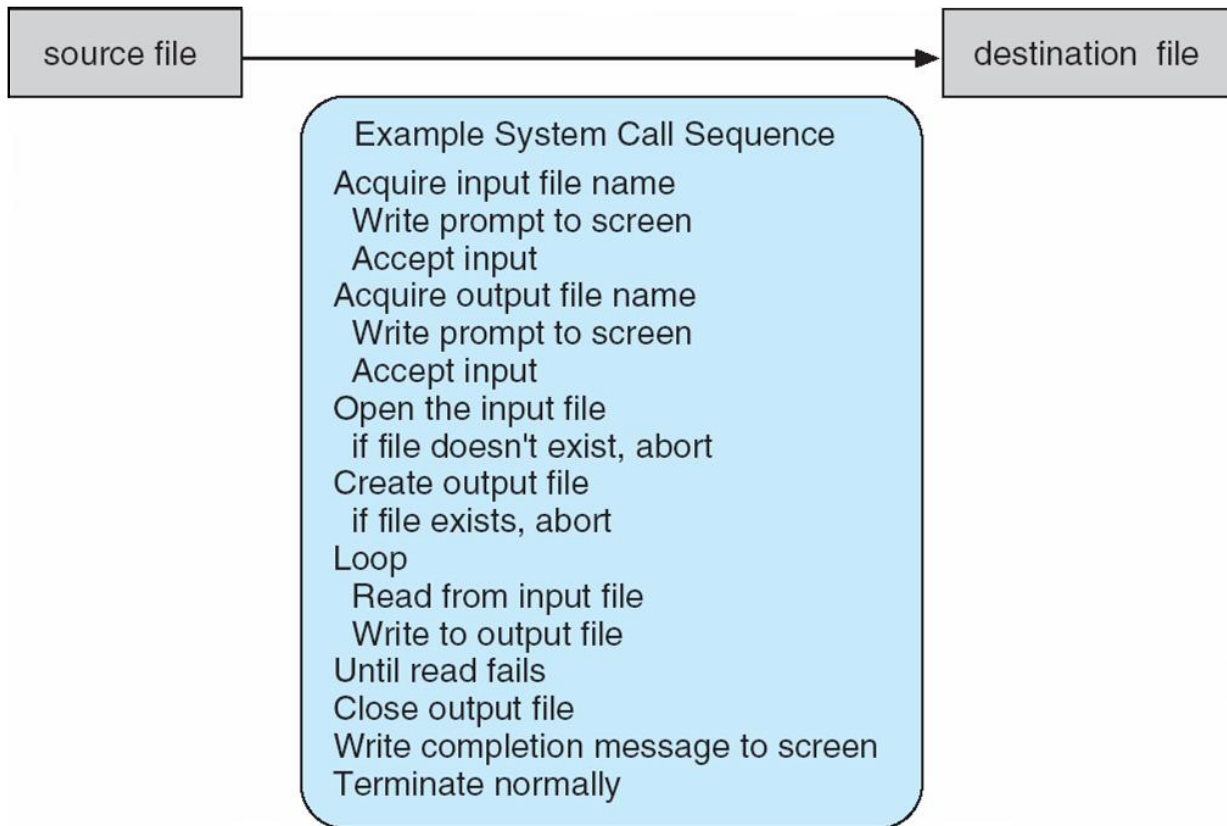 source file
destination file
Example System Call Sequence
Acquire input file name
Write prompt to screen
Accept input
Acquire output file name
Write prompt to screen
Accept input
Open the input file
if file doesn't exist, abort
Create output file
if file exists, abort
Loop
Read from input file
Write to output file
Until read fails
Close output file
Write completion message to screen
Terminate normally